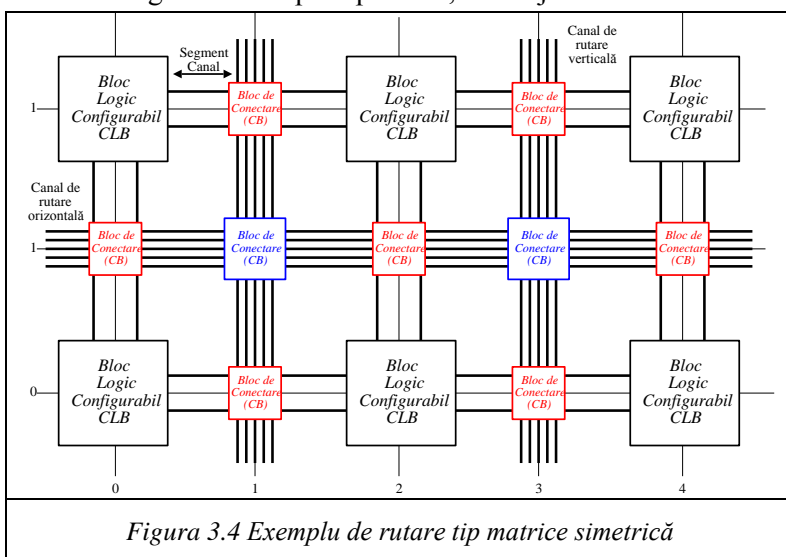 Segment
Canal
Canal de
rutare
verticală
Bloc
Logic
Configurabil
CLB
Bloc de
Conectare
(CB)
Bloc
Logic
Configurabil
CLB
Bloc de
Conectare
(CB)
Bloc
Logic
Configurabil
CLB
1
Canal de
rutare
orizontală
1
Bloc de
Conectare
(CB)
Bloc de
Conectare
(CB)
Bloc de
Conectare
(CB)
Bloc de
Conectare
(CB)
Bloc de
Conectare
(CB)
0
Bloc
Logic
Configurabil
CLB
Bloc de
Conectare
(CB)
Bloc
Logic
Configurabil
CLB
Bloc de
Conectare
(CB)
Bloc
Logic
Configurabil
CLB
0 1 2 3 4
Figura 3.4 Exemplu de rutare tip matrice simetrică